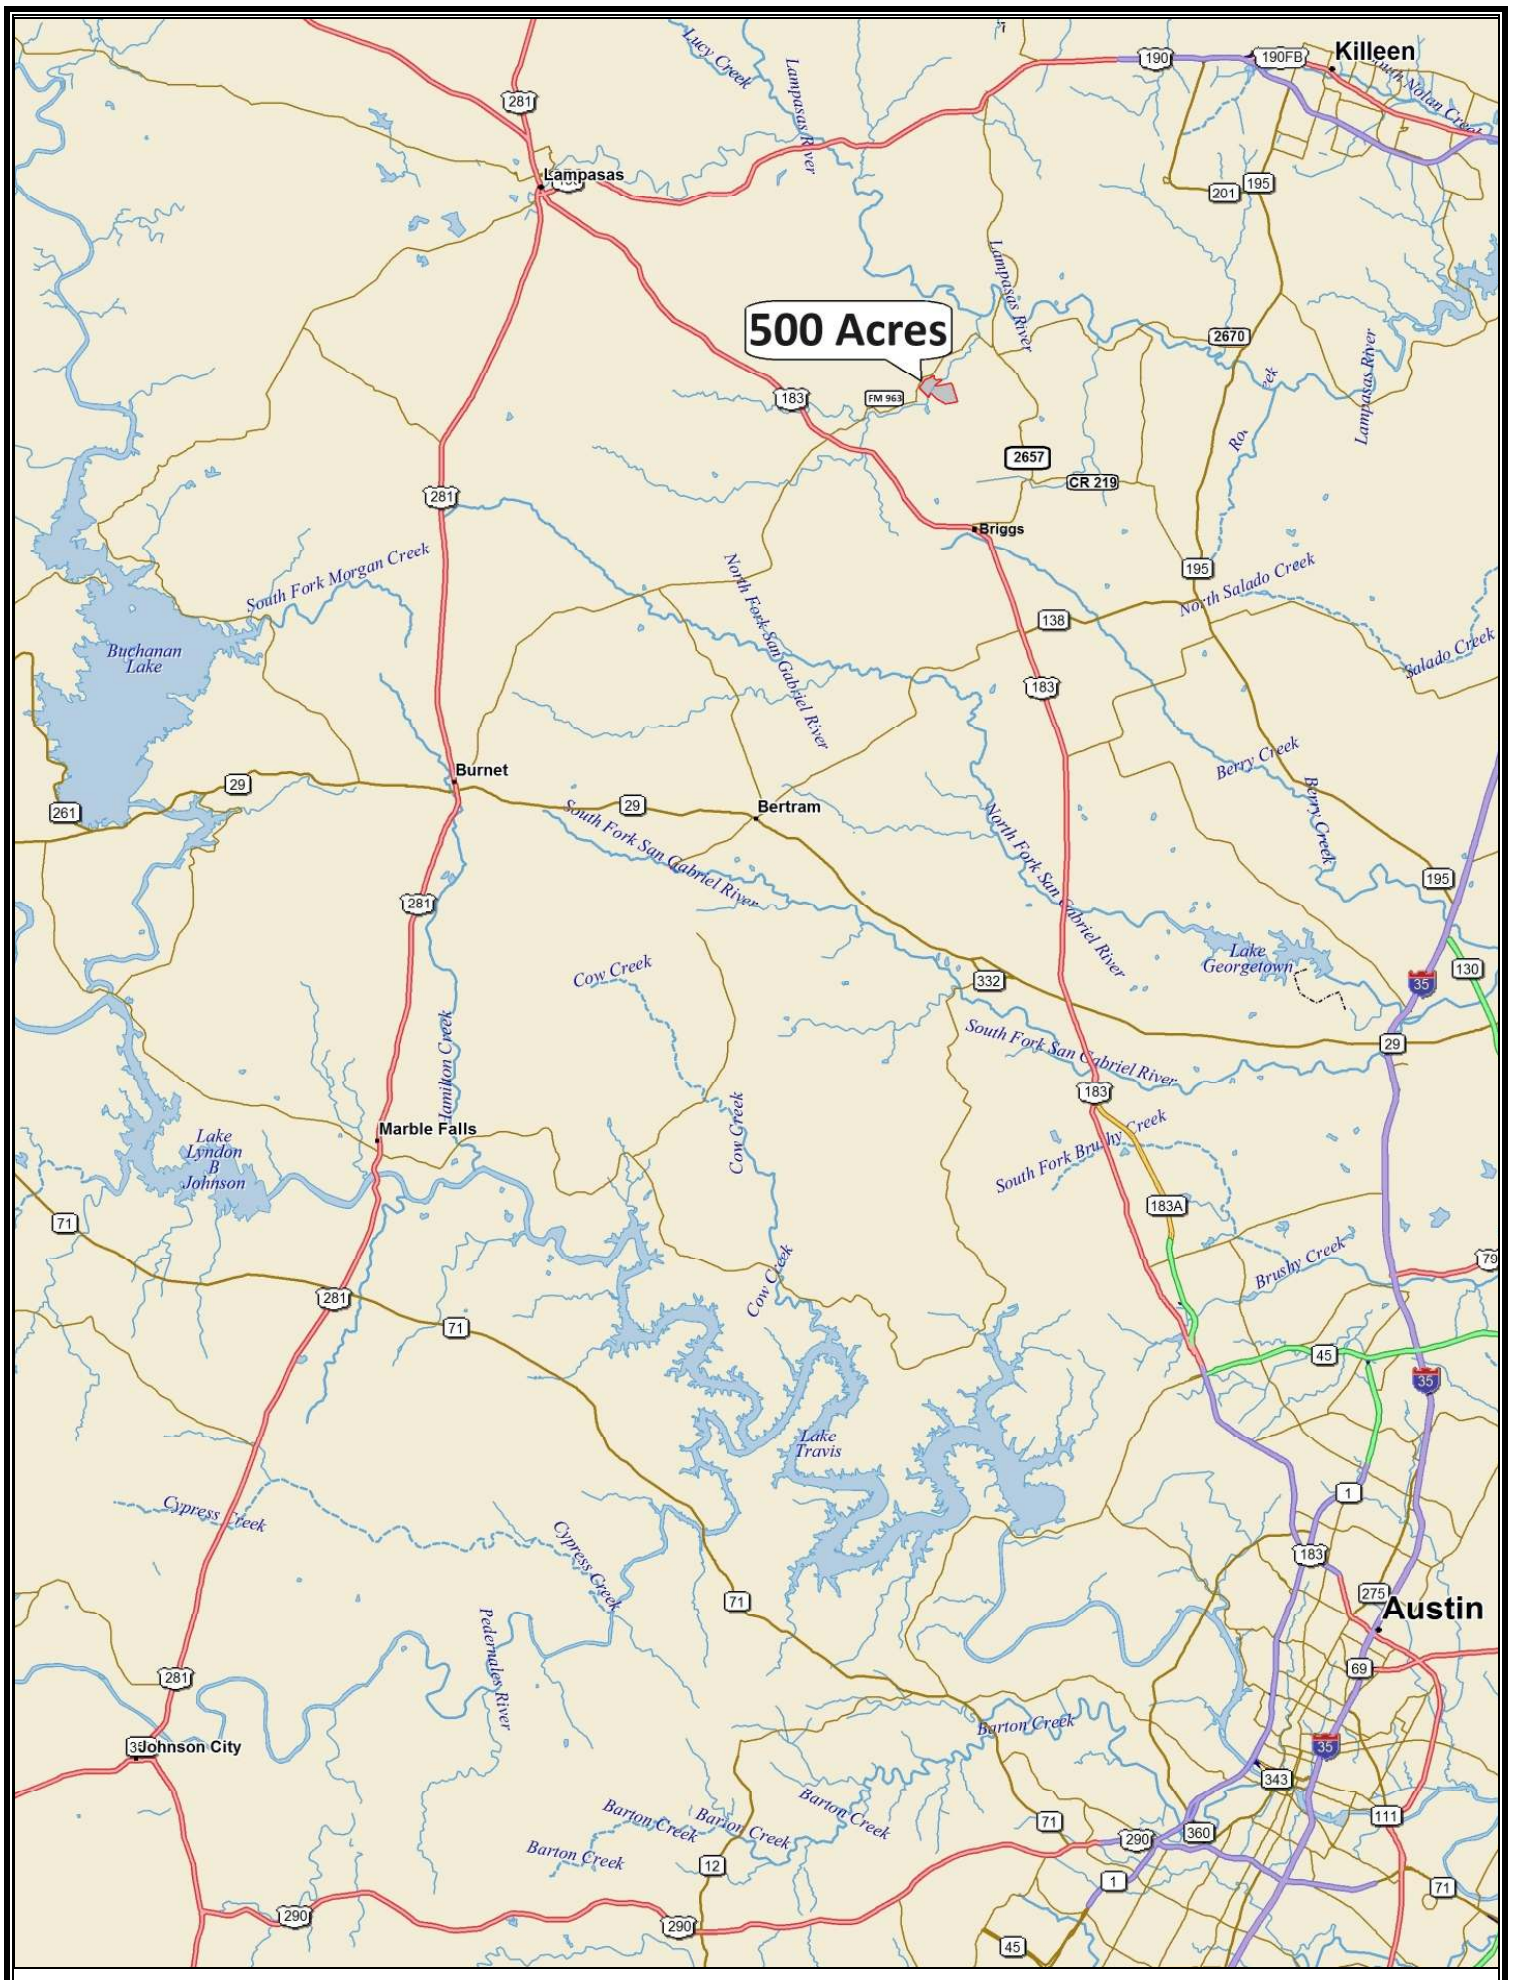 Lucy Creek
Lampasas River
190
190FB
Killeen
South Nolan Creek
281
Lampasas
201
195
Lampasas River
500 Acres
2670
Lampasas River
183
FM 963
2657
CR 219
281
Briggs
South Fork Morgan Creek
North Fork San Gabriel River
195
North Salado Creek
138
Buchanan
Lake
Salado Creek
183
Berry Creek
Burnet
29
261
29
Bertram
South Fork San Gabriel River
North Fork San Gabriel River
Berry Creek
195
281
Cow Creek
Lake
Georgetown
332
130
35
Hamilton Creek
South Fork San Gabriel River
29
183
Marble Falls
Lake
Lyndon
B
Johnson
Cow Creek
South Fork Brushy Creek
183A
71
Cow Creek
Brushy Creek
79
281
71
45
35
Lake
Travis
1
Cypress Creek
Cypress Creek
183
275
Austin
71
Pedernales River
69
281
Barton Creek
Johnson City
35
343
Barton Creek
Barton Creek
Barton Creek
Barton Creek
71
111
290
360
12
1
71
290
290
45